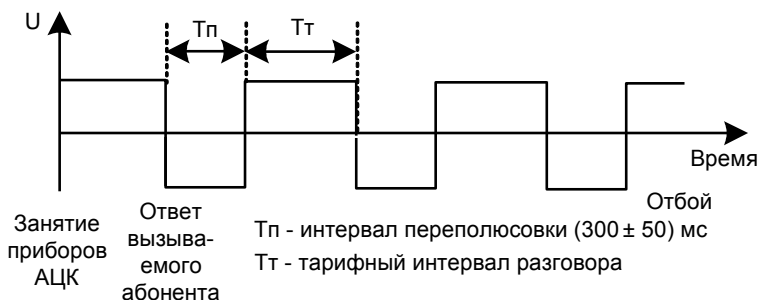 U
Тп
Тт
Время
Занятие
приборов
АЦК
Ответ
вызыва-
емого
абонента
Отбой
Тп - интервал переполюсовки (300 ± 50) мс
Тт - тарифный интервал разговора